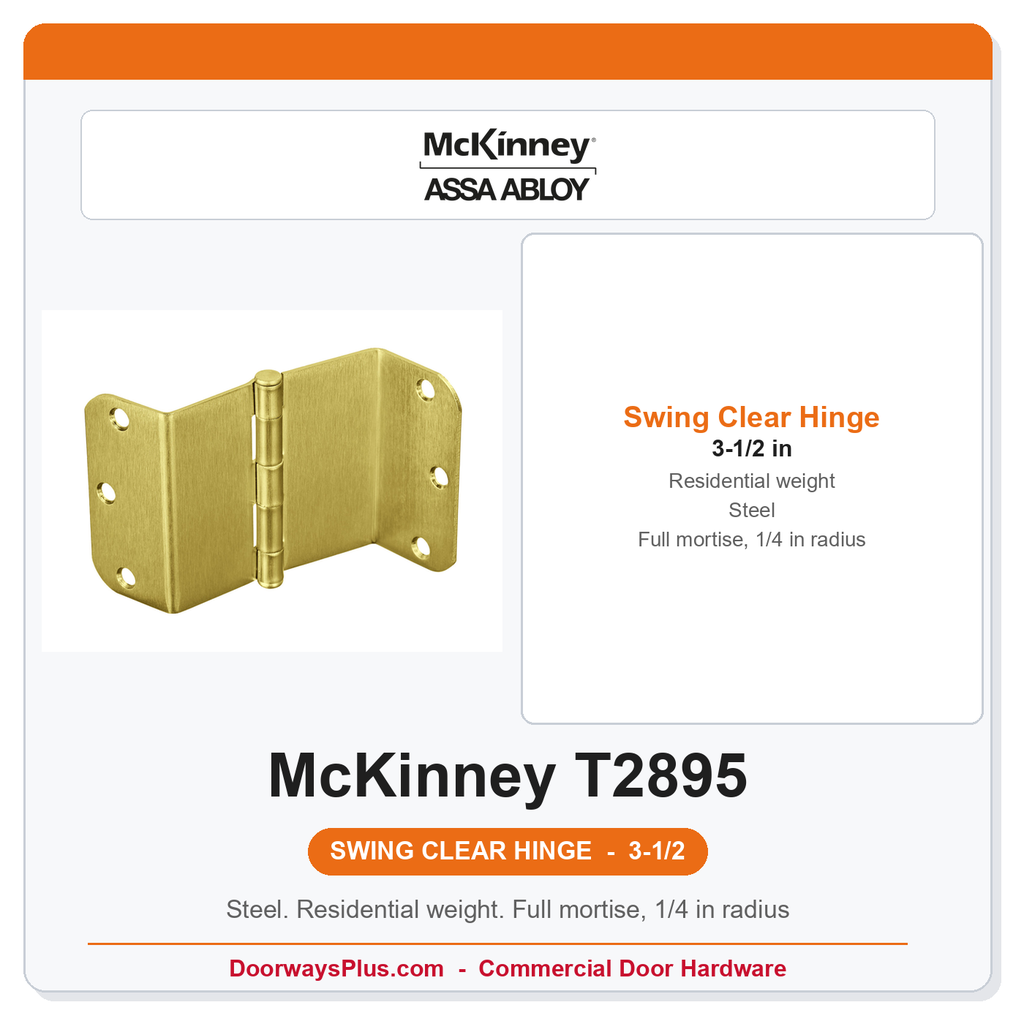 McKinney®
ASSA ABLOY
Swing Clear Hinge
3-1/2 in
Residential weight
Steel
Full mortise, 1/4 in radius
McKinney T2895
SWING CLEAR HINGE - 3-1/2
Steel. Residential weight. Full mortise, 1/4 in radius
DoorwaysPlus.com - Commercial Door Hardware